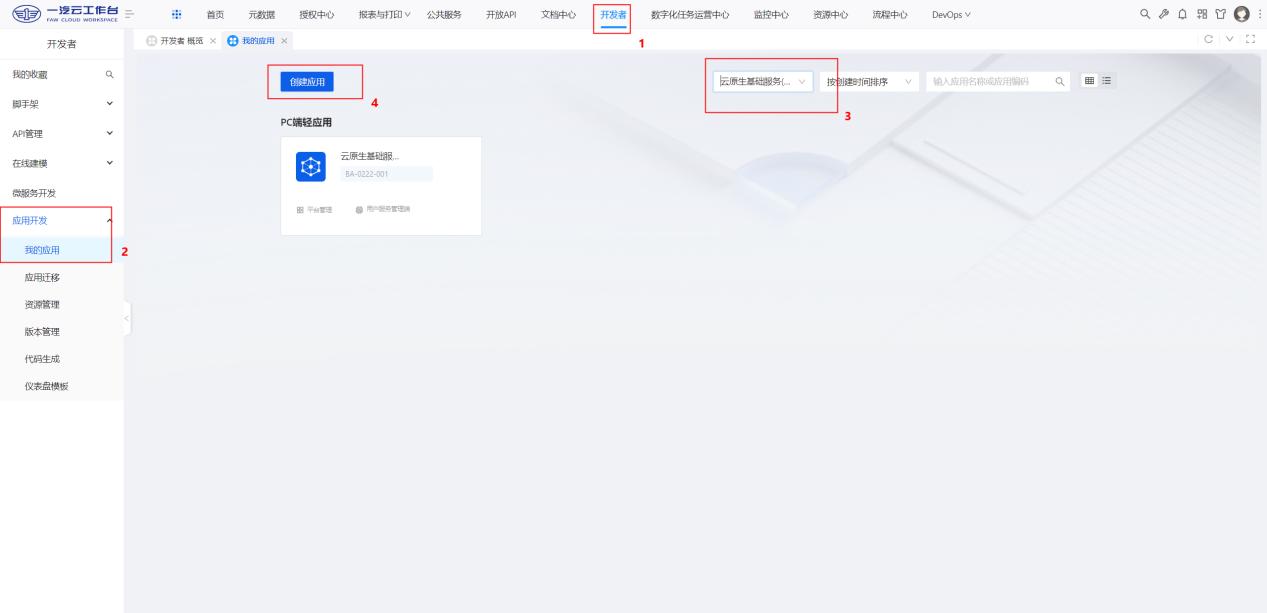 一汽云工作台
FAW CLOUD WORKSPACE
首页 元数据 授权中心 报表与打印 公共服务 开放API 文档中心 开发者 数字化任务运营中心 监控中心 资源中心 流程中心 DevOps
1
开发者
开发者 概览 我的应用
我的收藏
脚手架
API管理
在线建模
微服务开发
应用开发
我的应用
2
应用迁移
资源管理
版本管理
代码生成
仪表盘模板
创建应用
4
云原生基础服务(...
按创建时间排序
输入应用名称或应用编码
3
PC端轻应用
云原生基础服...
BA-0222-001
平台管理 用户服务管理端